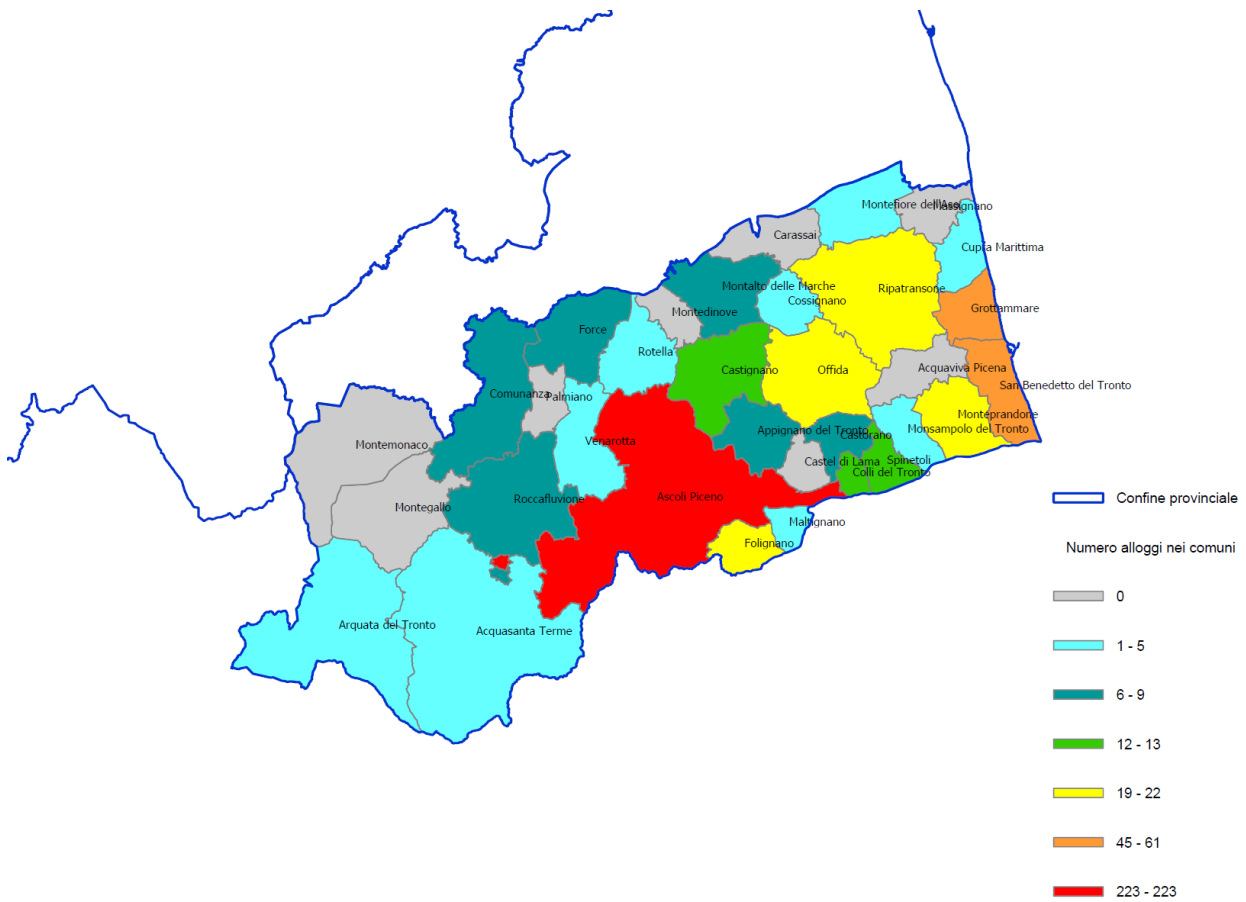 Montefiore dell'Aso
Massignano
Carassai
Cupra Marittima
Montalto delle Marche
Ripatransone
Cossignano
Grottammare
Montedinove
Force
Rotella
Castignano
Offida
Acquaviva Picena
San Benedetto del Tronto
Comunanza
Palmiano
Monteprandone
Appignano del Tronto
Monsampolo del Tronto
Castorano
Montemonaco
Venarotta
Castel di Lama
Spinetoli
Colli del Tronto
Roccafluvione
Ascoli Piceno
Montegallo
Maltignano
Folignano
Arquata del Tronto
Acquasanta Terme
Confine provinciale
Numero alloggi nei comuni
0
1 - 5
6 - 9
12 - 13
19 - 22
45 - 61
223 - 223